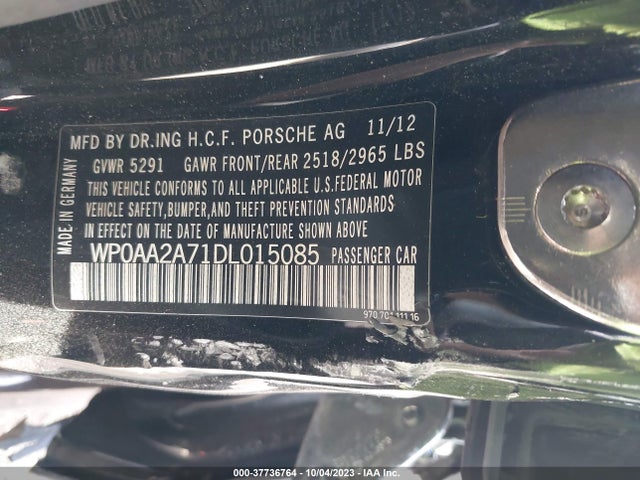 MFD BY DR.ING H.C.F. PORSCHE AG 11/12
GVWR 5291 GAWR FRONT/REAR 2518/2965 LBS
THIS VEHICLE CONFORMS TO ALL APPLICABLE U.S.FEDERAL MOTOR
VEHICLE SAFETY,BUMPER,AND THEFT PREVENTION STANDARDS
IN EFFECT ON THE DATE OF MANUFACTURE SHOWN ABOVE
WP0AA2A71DL015085 PASSENGER CAR
MADE IN GERMANY
000-37736764 - 10/04/2023 - IAA Inc.